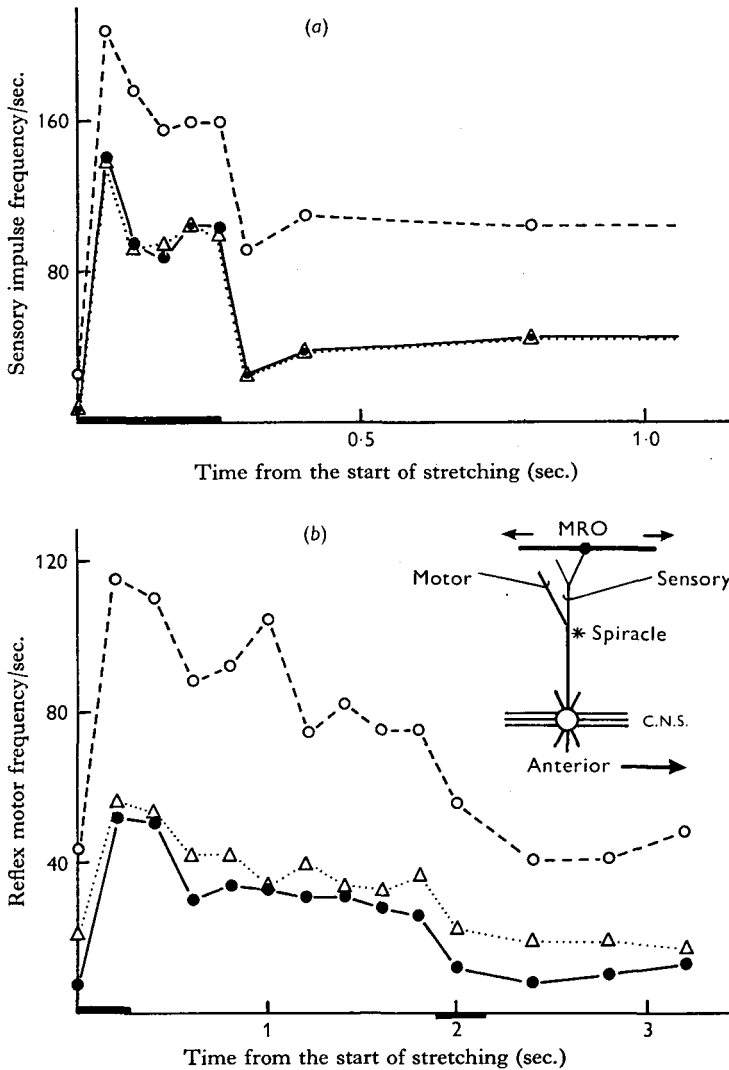 (a)
Sensory impulse frequency/sec.
160
80
0·5
1·0
Time from the start of stretching (sec.)
(b)
Reflex motor frequency/sec.
120
80
40
MRO
Motor
Sensory
* Spiracle
C.N.S.
Anterior
1
2
3
Time from the start of stretching (sec.)